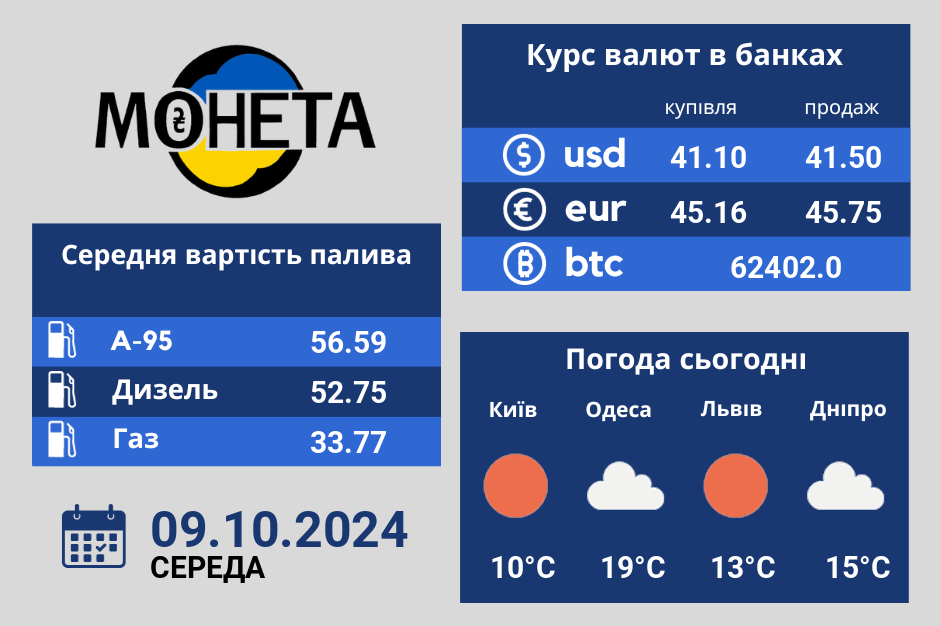 МОНЕТА
Курс валют в банках
купівля продаж
usd 41.10 41.50
eur 45.16 45.75
btc 62402.0
Середня вартість палива
А-95 56.59
Дизель 52.75
Газ 33.77
09.10.2024
СЕРЕДА
Погода сьогодні
Київ Одеса Львів Дніпро
10°C 19°C 13°C 15°C